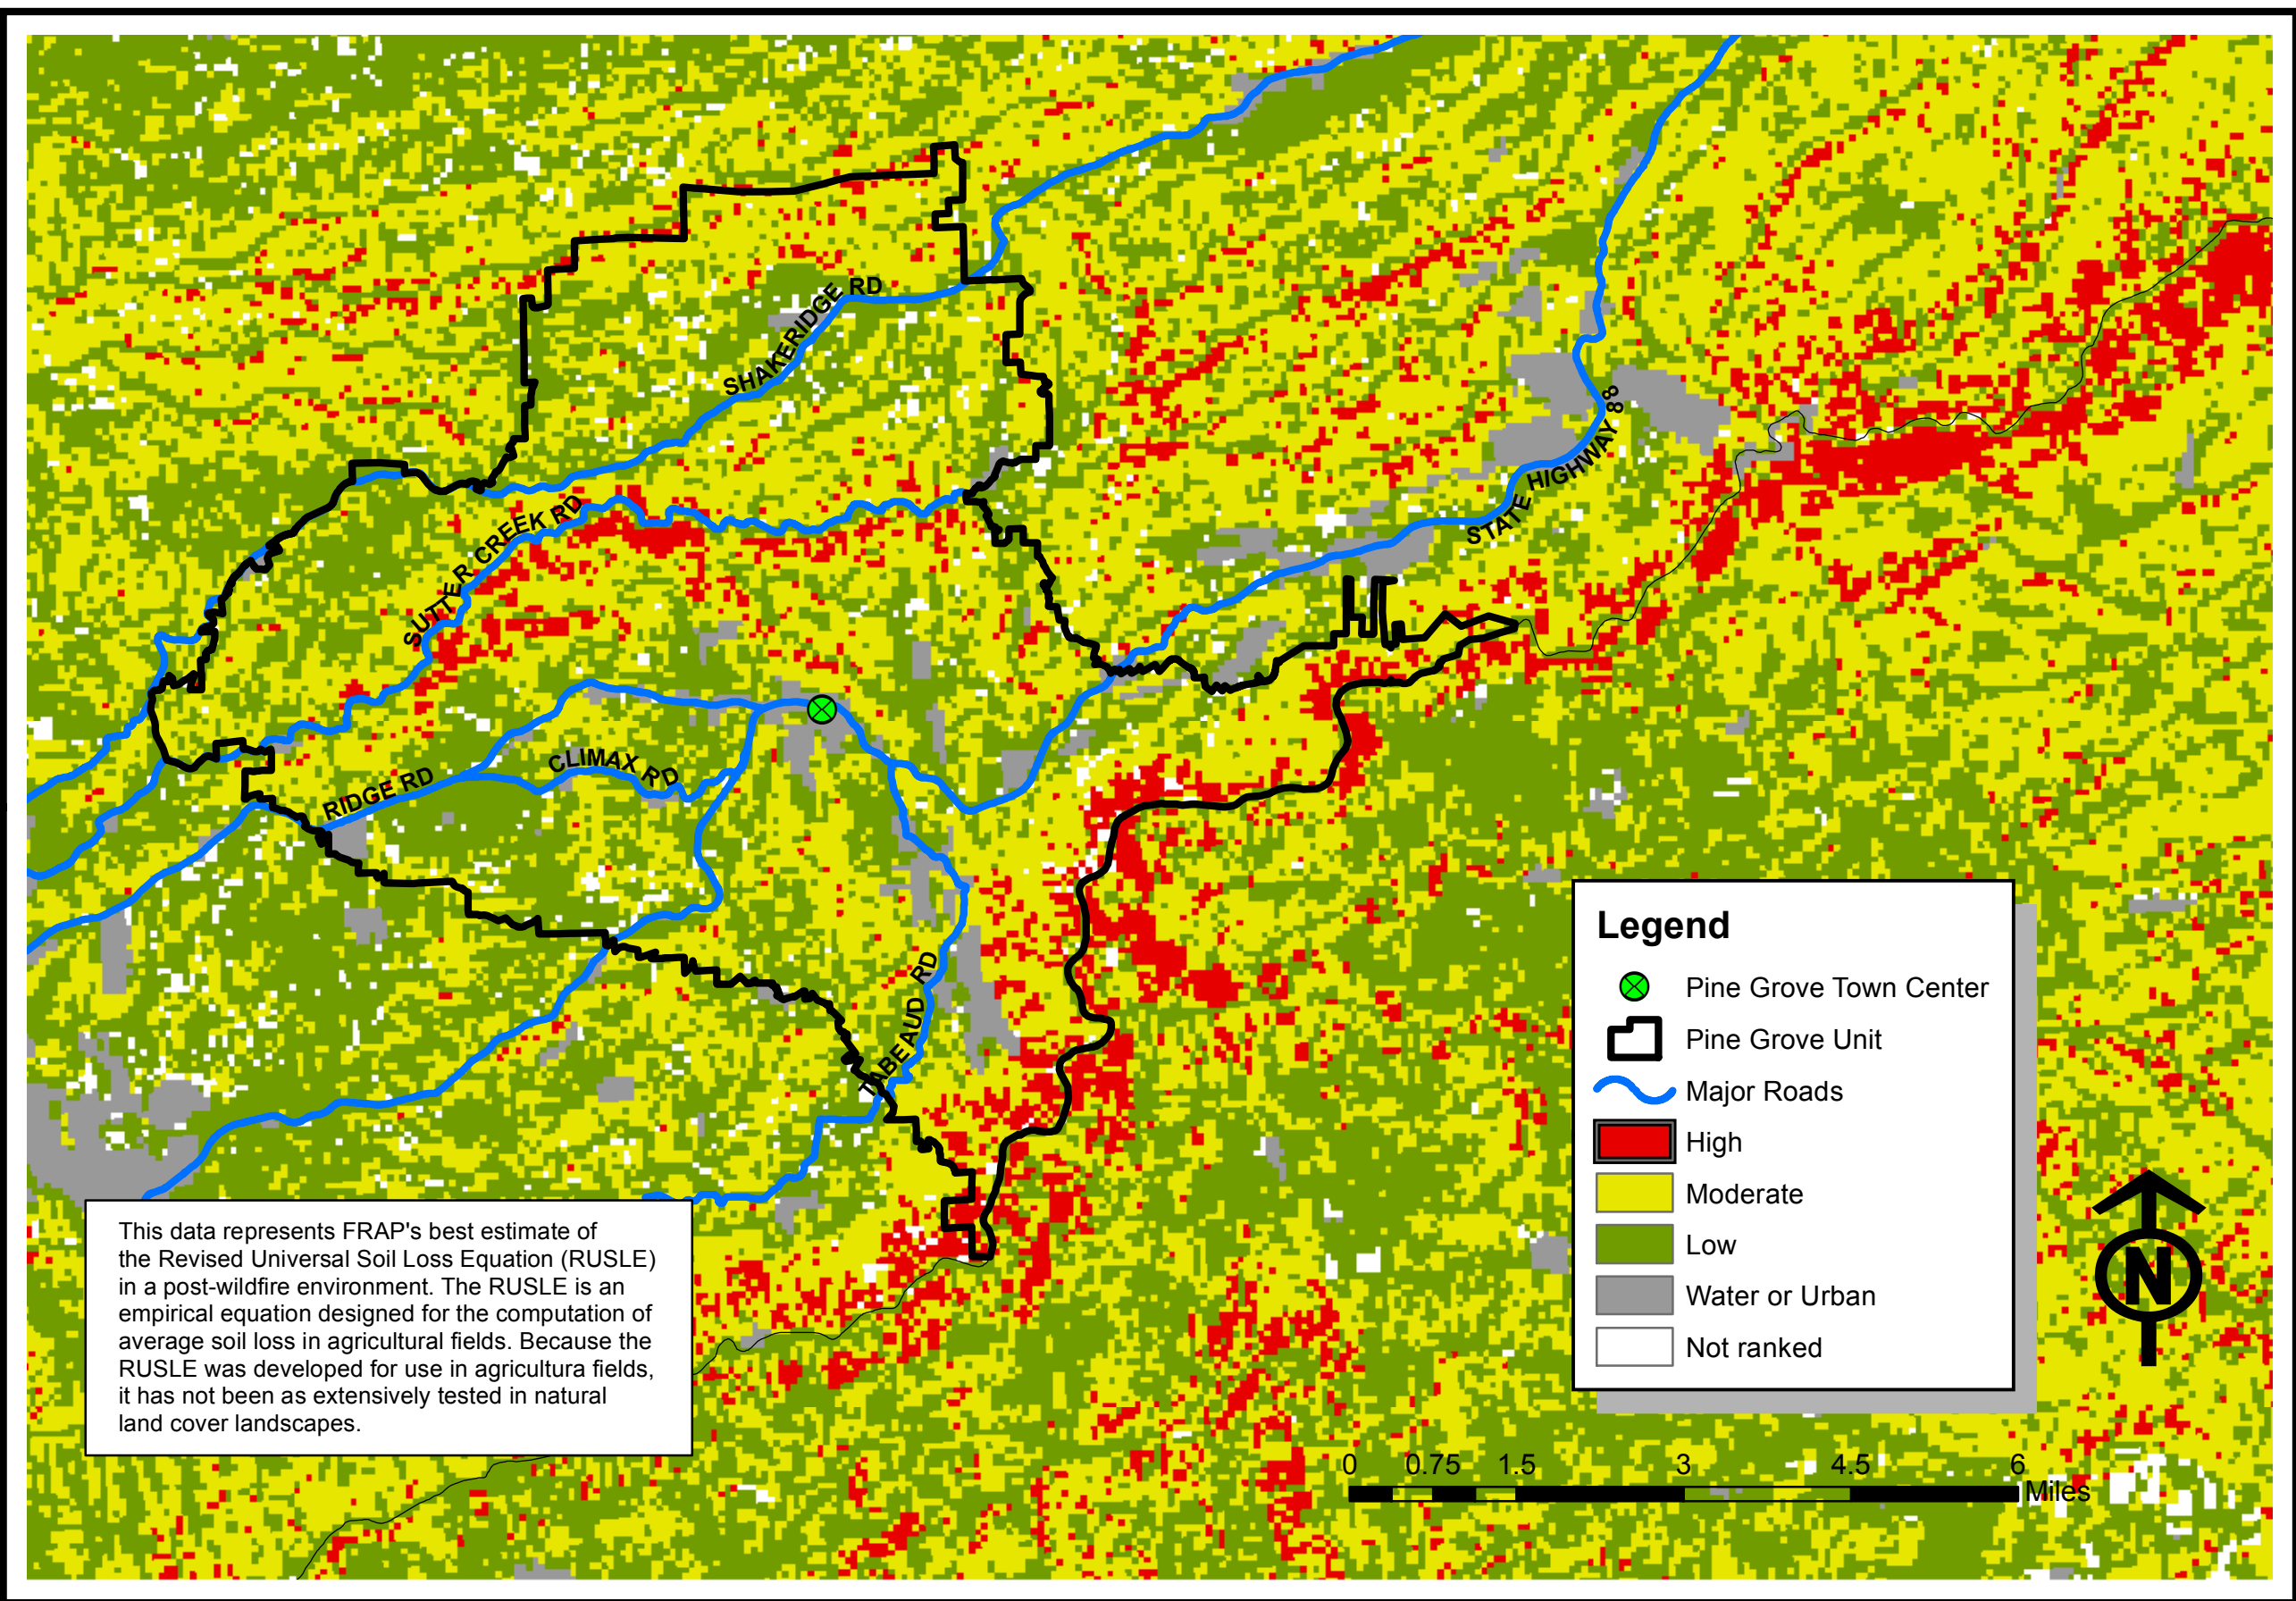 SHAKERIDGE RD
SUTTER CREEK RD
STATE HIGHWAY 88
RIDGE RD
CLIMAX RD
TABEAUD RD
Legend
Pine Grove Town Center
Pine Grove Unit
Major Roads
High
Moderate
Low
Water or Urban
Not ranked
N
This data represents FRAP's best estimate of
the Revised Universal Soil Loss Equation (RUSLE)
in a post-wildfire environment. The RUSLE is an
empirical equation designed for the computation of
average soil loss in agricultural fields. Because the
RUSLE was developed for use in agricultura fields,
it has not been as extensively tested in natural
land cover landscapes.
0 0.75 1.5 3 4.5 6
Miles